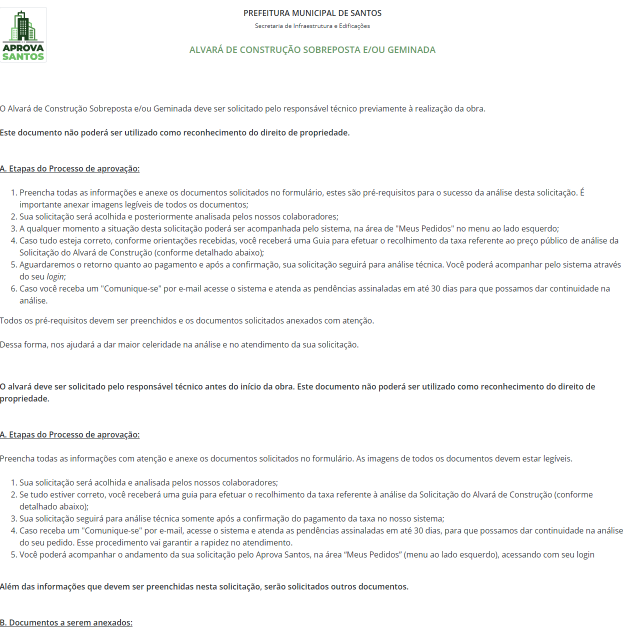 APROVA
SANTOS
PREFEITURA MUNICIPAL DE SANTOS
Secretaria de Infraestrutura e Edificações
ALVARÁ DE CONSTRUÇÃO SOBREPOSTA E/OU GEMINADA
O Alvará de Construção Sobreposta e/ou Geminada deve ser solicitado pelo responsável técnico previamente à realização da obra.
Este documento não poderá ser utilizado como reconhecimento do direito de propriedade.
A. Etapas do Processo de aprovação:
1. Preencha todas as informações e anexe os documentos solicitados no formulário, estes são pré-requisitos para o sucesso da análise desta solicitação. É
importante anexar imagens legíveis de todos os documentos;
2. Sua solicitação será acolhida e posteriormente analisada pelos nossos colaboradores;
3. A qualquer momento a situação desta solicitação poderá ser acompanhada pelo sistema, na área de "Meus Pedidos" no menu ao lado esquerdo;
4. Caso tudo esteja correto, conforme orientações recebidas, você receberá uma Guia para efetuar o recolhimento da taxa referente ao preço público de análise da
Solicitação do Alvará de Construção (conforme detalhado abaixo);
5. Aguardaremos o retorno quanto ao pagamento e após a confirmação, sua solicitação seguirá para análise técnica. Você poderá acompanhar pelo sistema através
do seu login;
6. Caso você receba um "Comunique-se" por e-mail acesse o sistema e atenda as pendências assinaladas em até 30 dias para que possamos dar continuidade na
análise.
Todos os pré-requisitos devem ser preenchidos e os documentos solicitados anexados com atenção.
Dessa forma, nos ajudará a dar maior celeridade na análise e no atendimento da sua solicitação.
O alvará deve ser solicitado pelo responsável técnico antes do início da obra. Este documento não poderá ser utilizado como reconhecimento do direito de
propriedade.
A. Etapas do Processo de aprovação:
Preencha todas as informações com atenção e anexe os documentos solicitados no formulário. As imagens de todos os documentos devem estar legíveis.
1. Sua solicitação será acolhida e analisada pelos nossos colaboradores;
2. Se tudo estiver correto, você receberá uma guia para efetuar o recolhimento da taxa referente à análise da Solicitação do Alvará de Construção (conforme
detalhado abaixo);
3. Sua solicitação seguirá para análise técnica somente após a confirmação do pagamento da taxa no nosso sistema;
4. Caso receba um "Comunique-se" por e-mail, acesse o sistema e atenda as pendências assinaladas em até 30 dias, para que possamos dar continuidade na análise
do seu pedido. Esse procedimento vai garantir a rapidez no atendimento.
5. Você poderá acompanhar o andamento da sua solicitação pelo Aprova Santos, na área “Meus Pedidos” (menu ao lado esquerdo), acessando com seu login
Além das informações que devem ser preenchidas nesta solicitação, serão solicitados outros documentos.
B. Documentos a serem anexados: